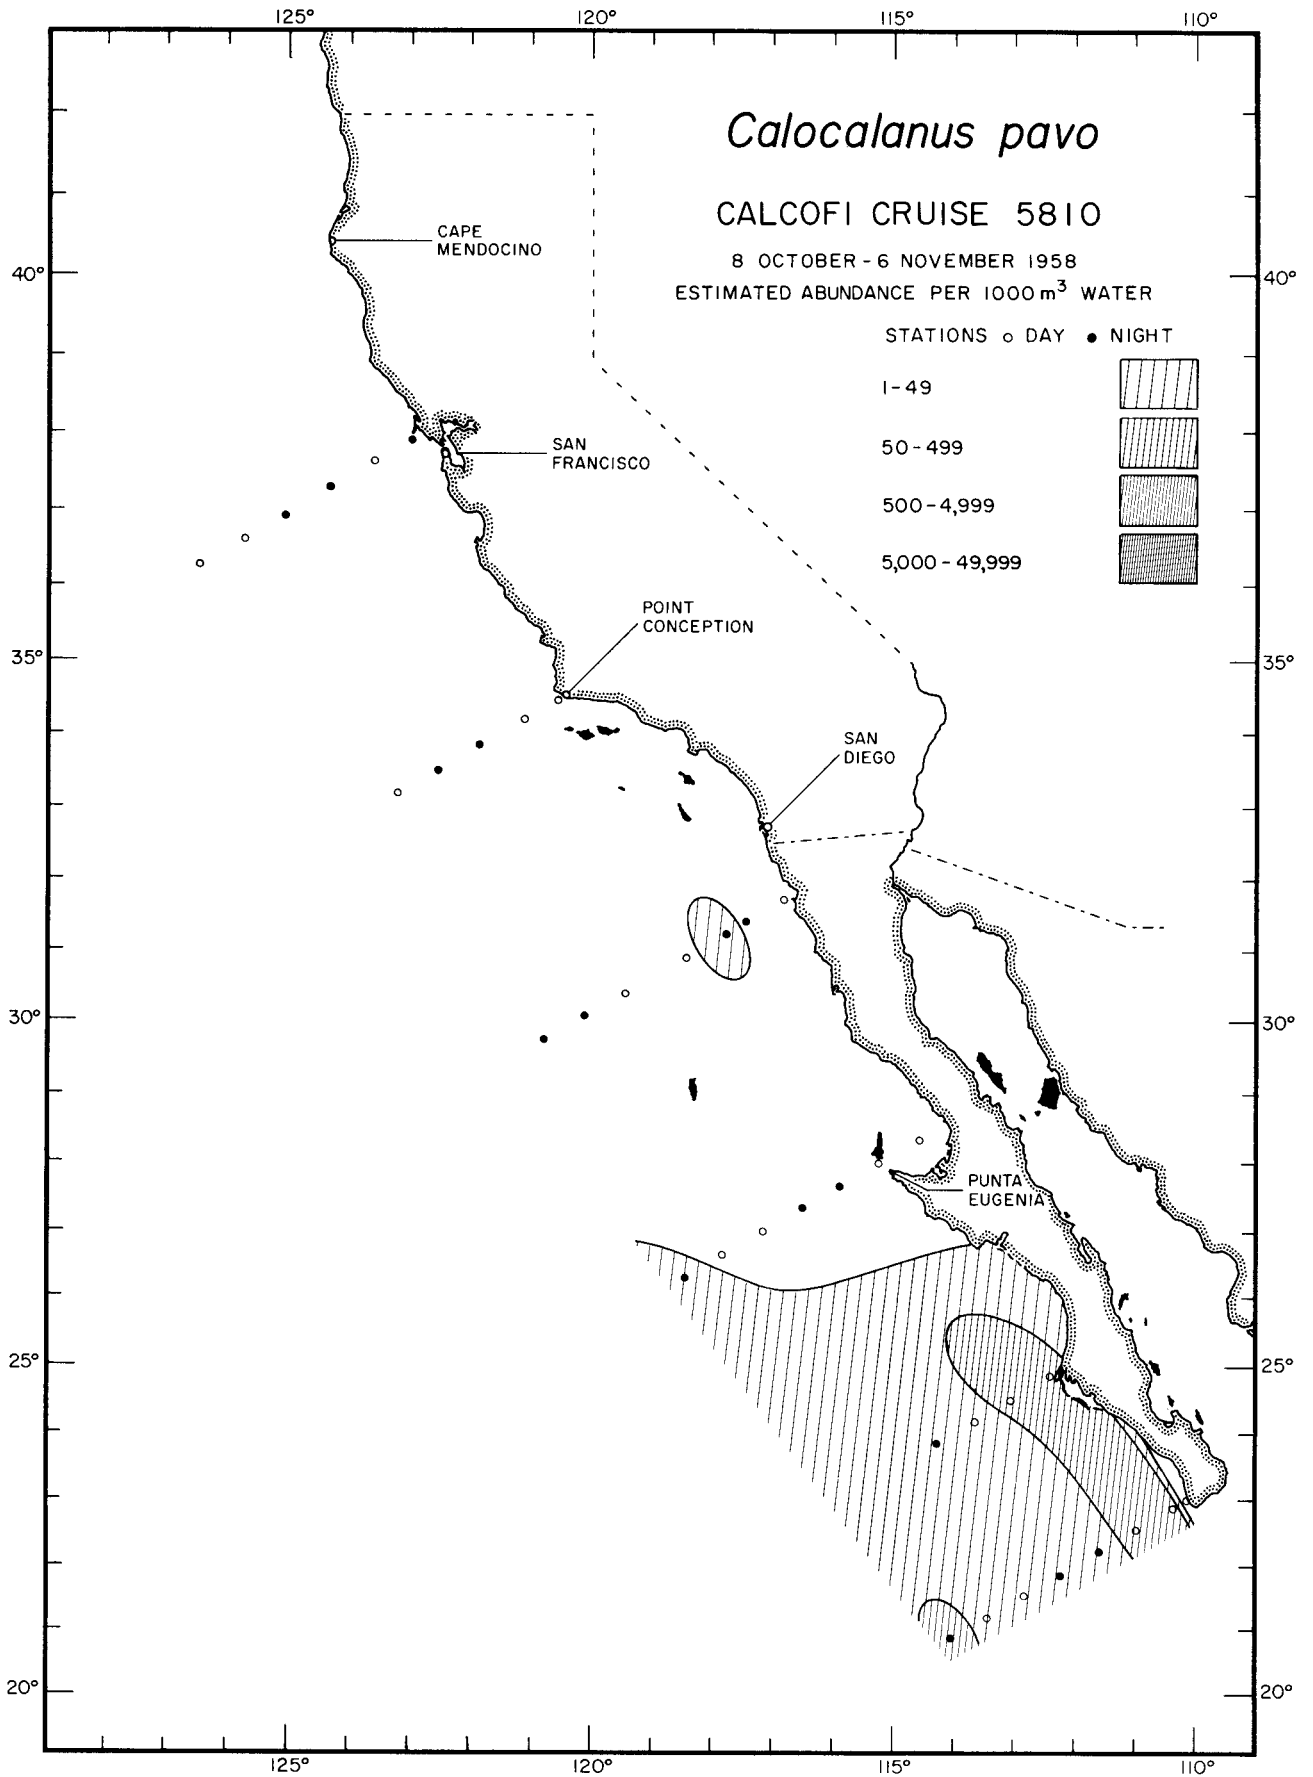 125° 120° 115° 110°
Calocalanus pavo
CALCOFI CRUISE 5810
8 OCTOBER - 6 NOVEMBER 1958
ESTIMATED ABUNDANCE PER 1000 m³ WATER
STATIONS ○ DAY ● NIGHT
1-49
50-499
500-4,999
5,000-49,999
CAPE
MENDOCINO
40° 40°
SAN
FRANCISCO
POINT
CONCEPTION
35° 35°
SAN
DIEGO
30° 30°
PUNTA
EUGENIA
25° 25°
20° 20°
125° 120° 115° 110°